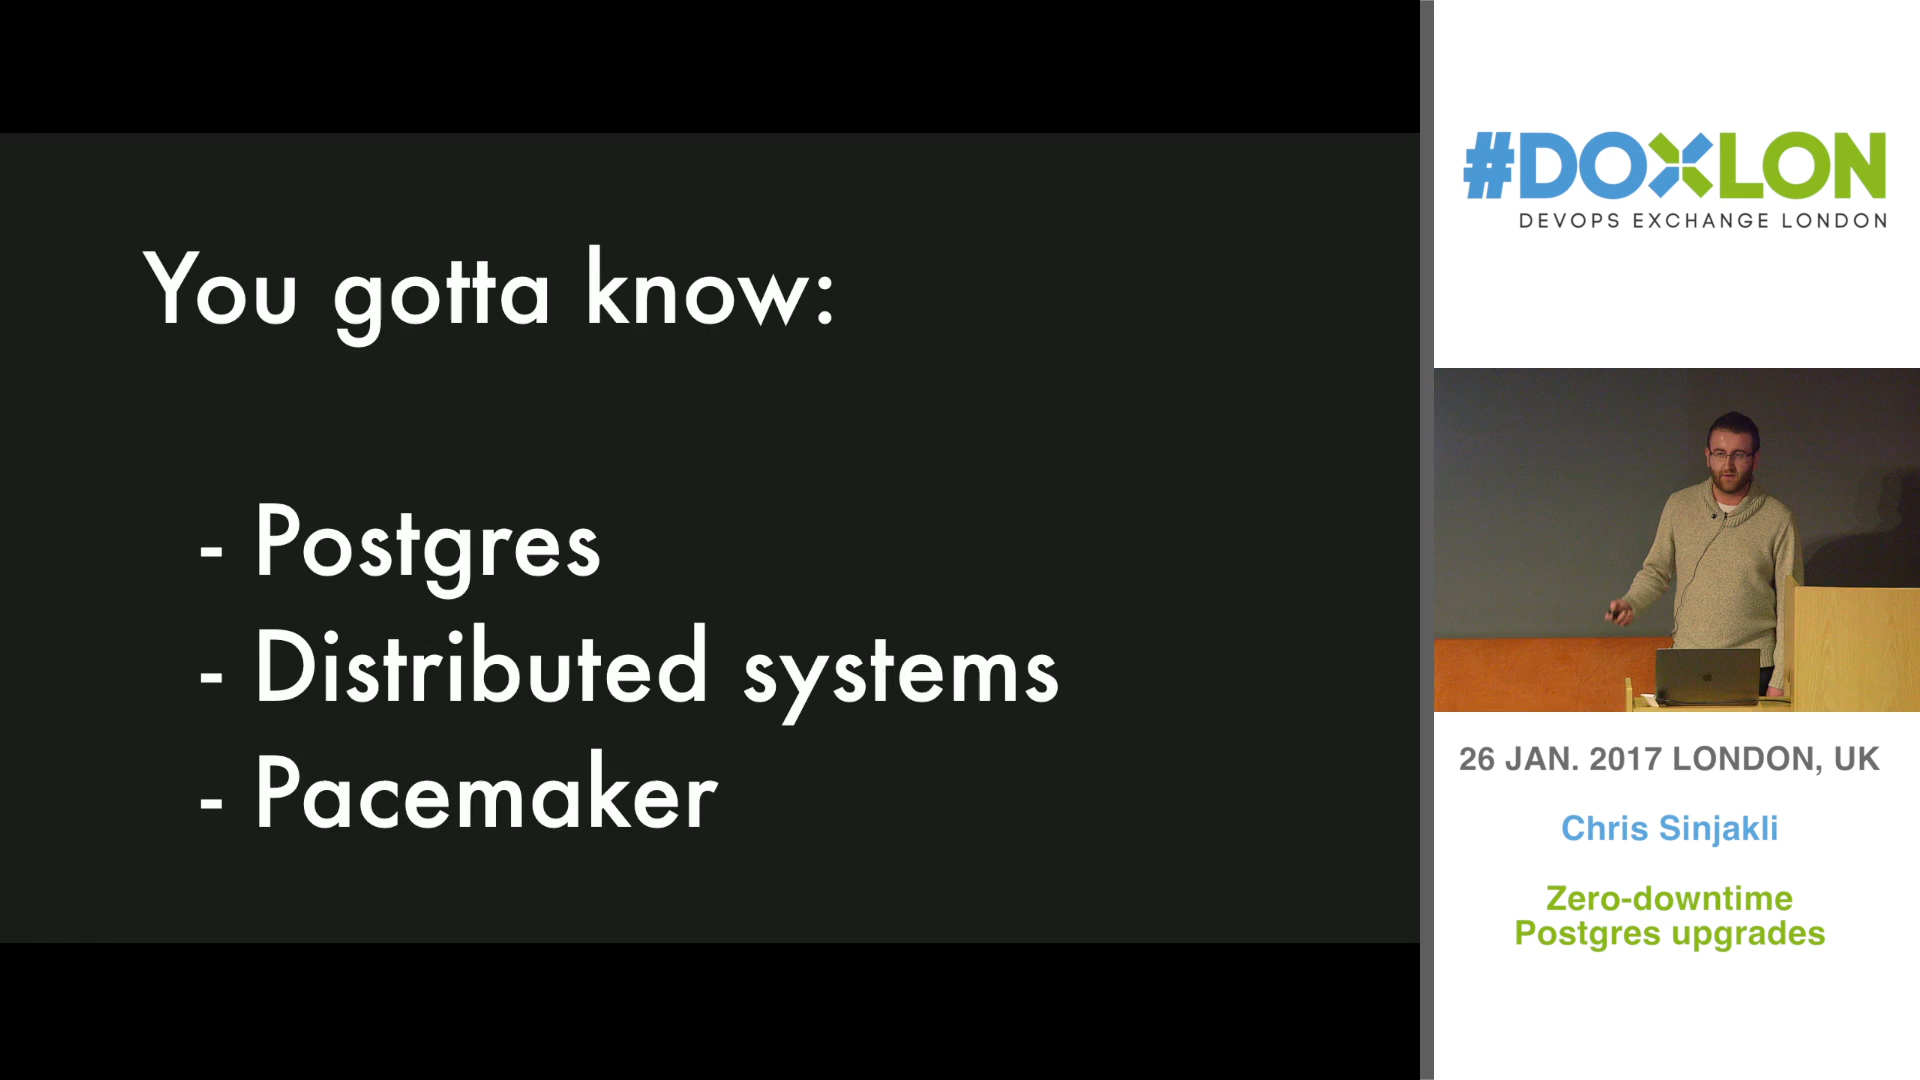 You gotta know:
- Postgres
- Distributed systems
- Pacemaker
#DOXLON
DEVOPS EXCHANGE LONDON
26 JAN. 2017 LONDON, UK
Chris Sinjakli
Zero-downtime
Postgres upgrades